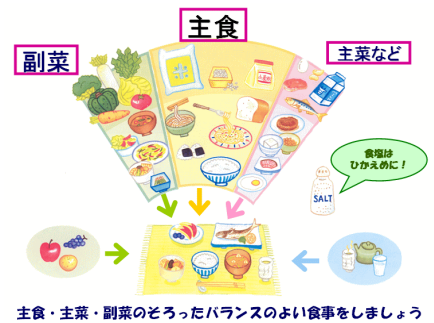 主食
副菜
主菜など
食塩は
ひかえめに！
SALT
主食・主菜・副菜のそろったバランスのよい食事をしましょう